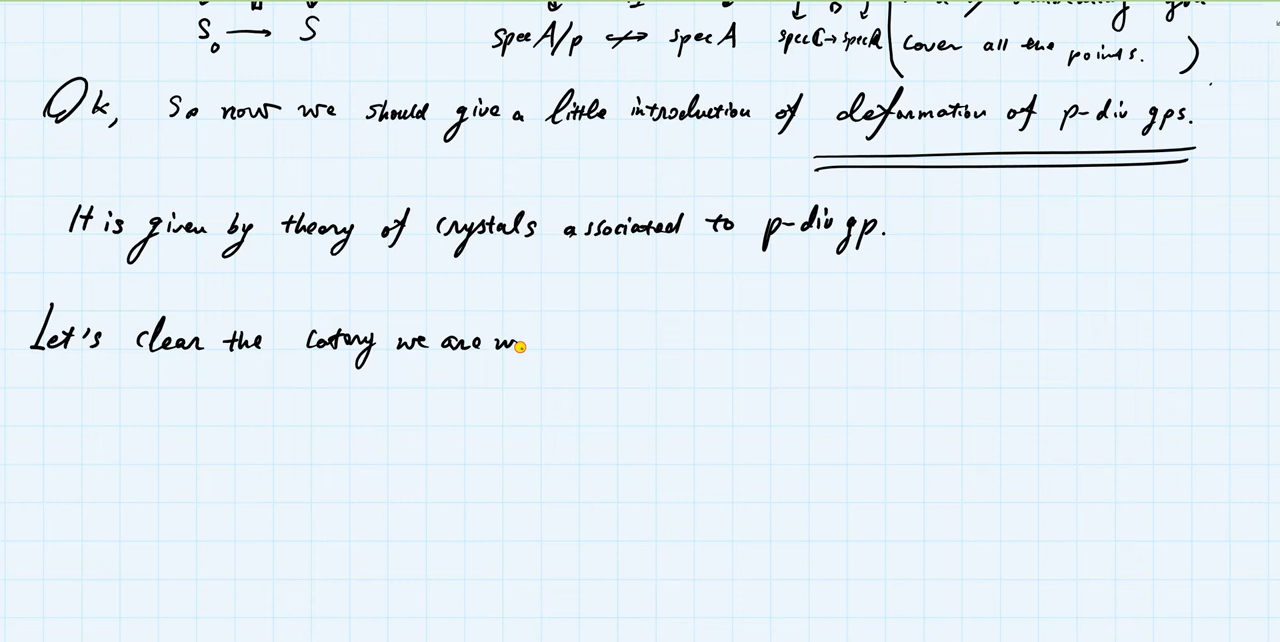 S₀ → S spec A/p ↪ spec A spec C → spec R cover all the points. )
Ok, So now we should give a little introduction of deformation of p-div gps.
It is given by theory of crystals associated to p-div gp.
Let's clear the catery we are w